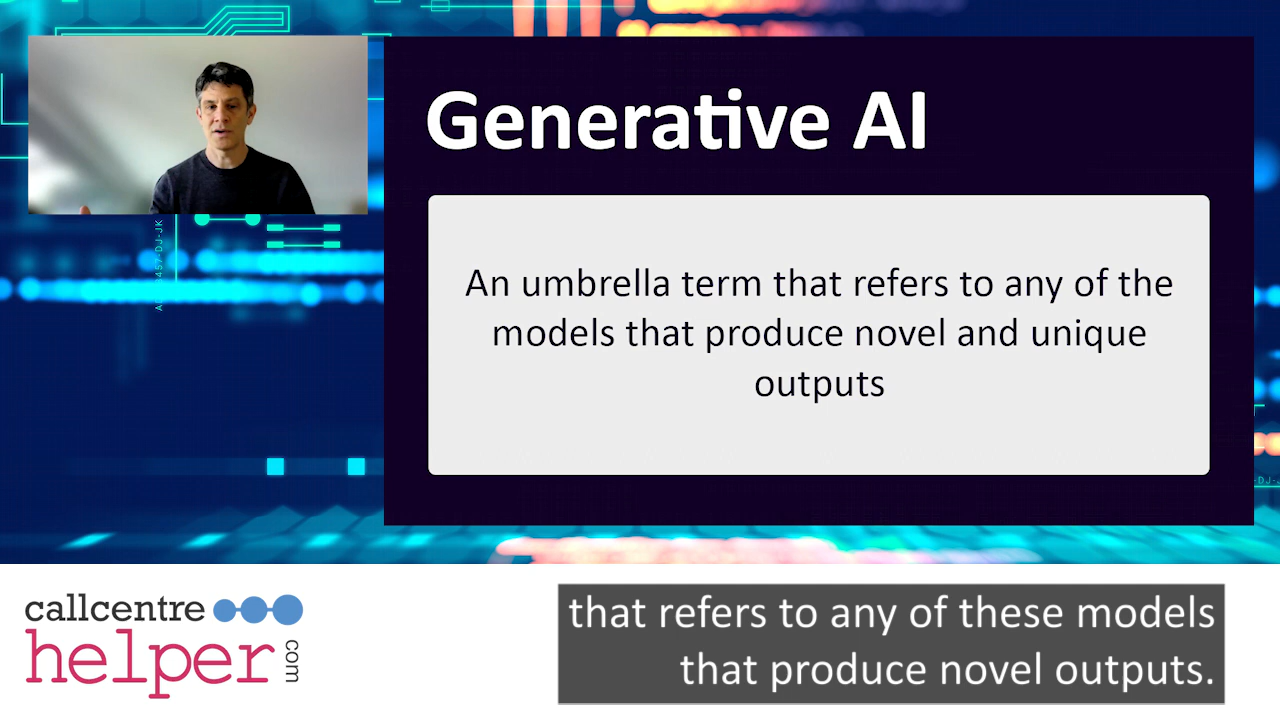 Generative AI
An umbrella term that refers to any of the
models that produce novel and unique
outputs
callcentre
helper
com
that refers to any of these models
that produce novel outputs.